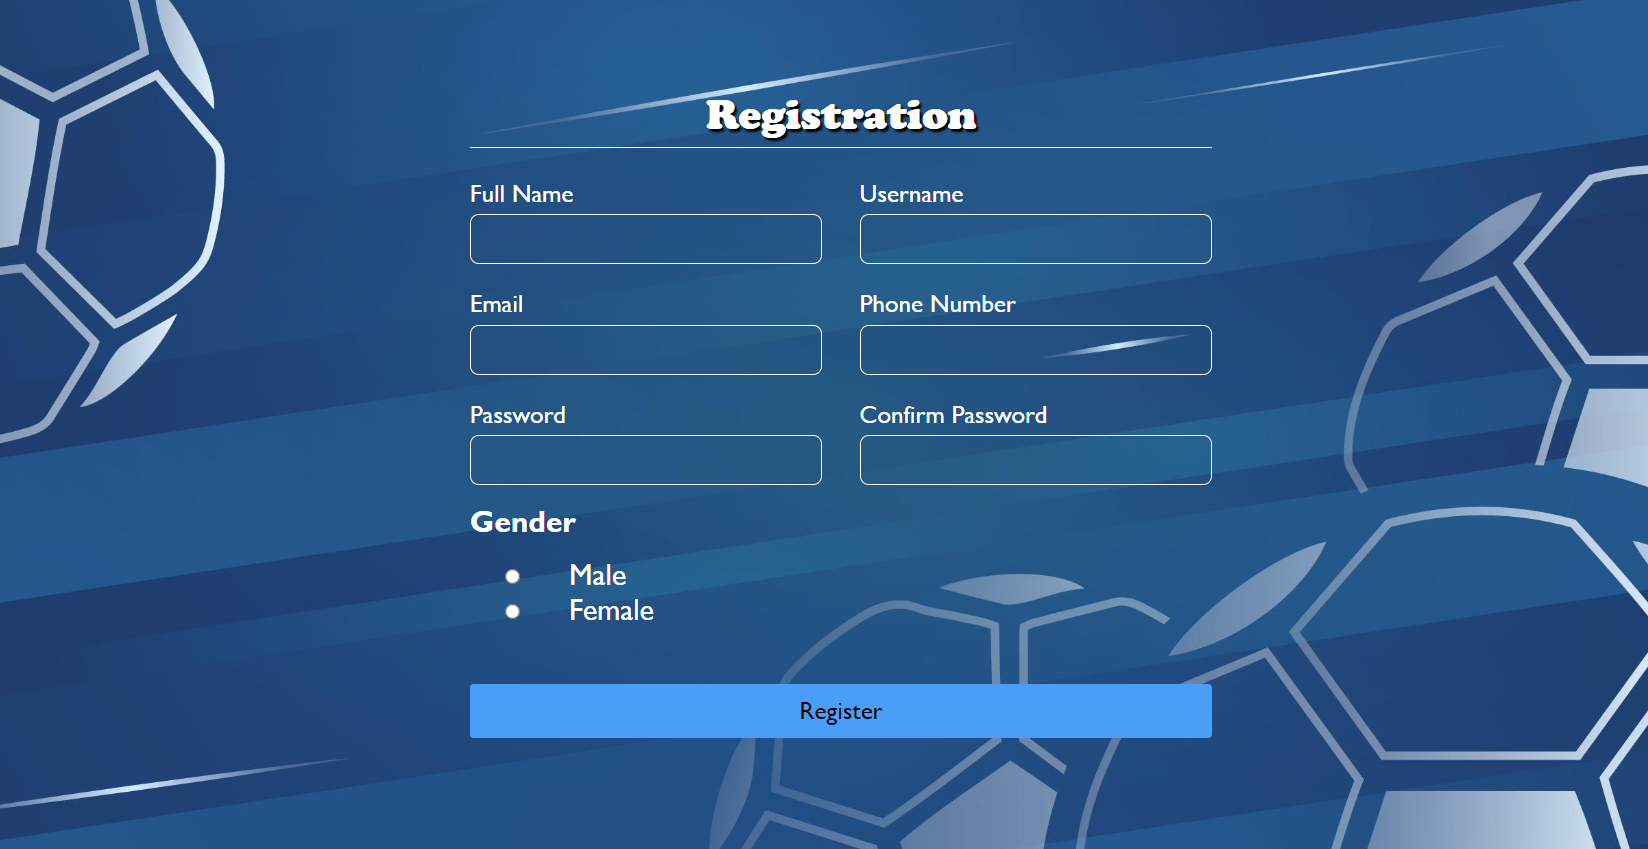 Registration
Full Name
Username
Email
Phone Number
Password
Confirm Password
Gender
Male
Female
Register